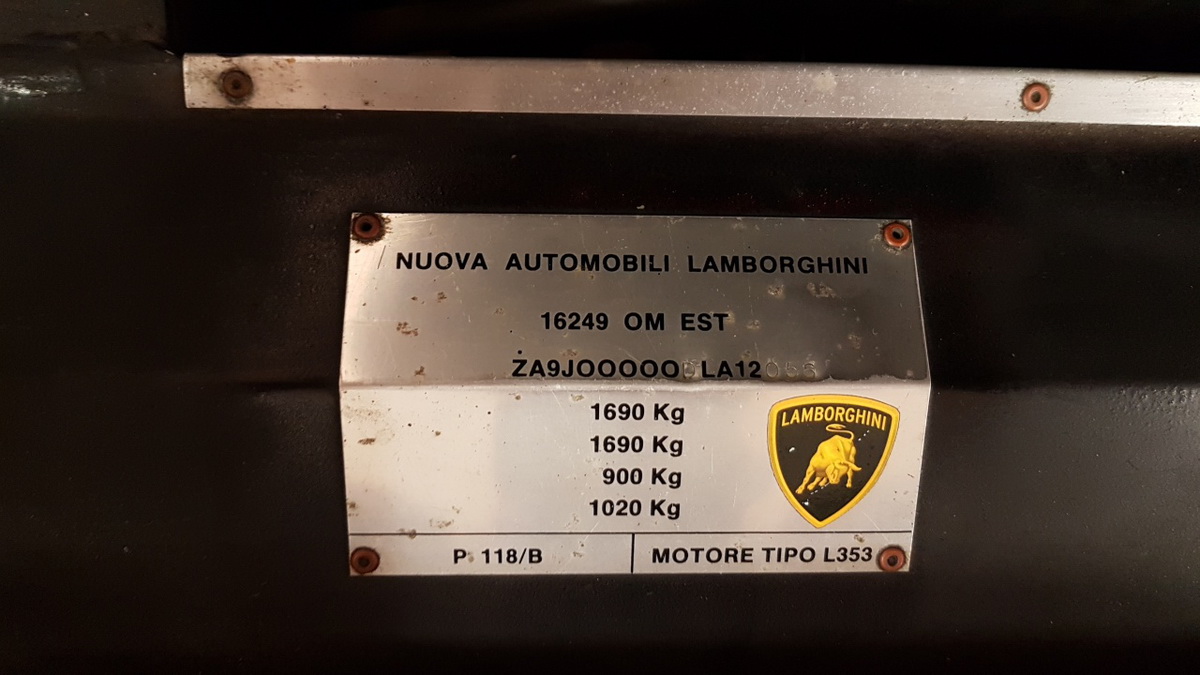 NUOVA AUTOMOBILI LAMBORGHINI
16249 OM EST
1690 Kg
1690 Kg
LAMBORGHINI
900 Kg
1020 Kg
P. 118/B
MOTORE TIPO L353